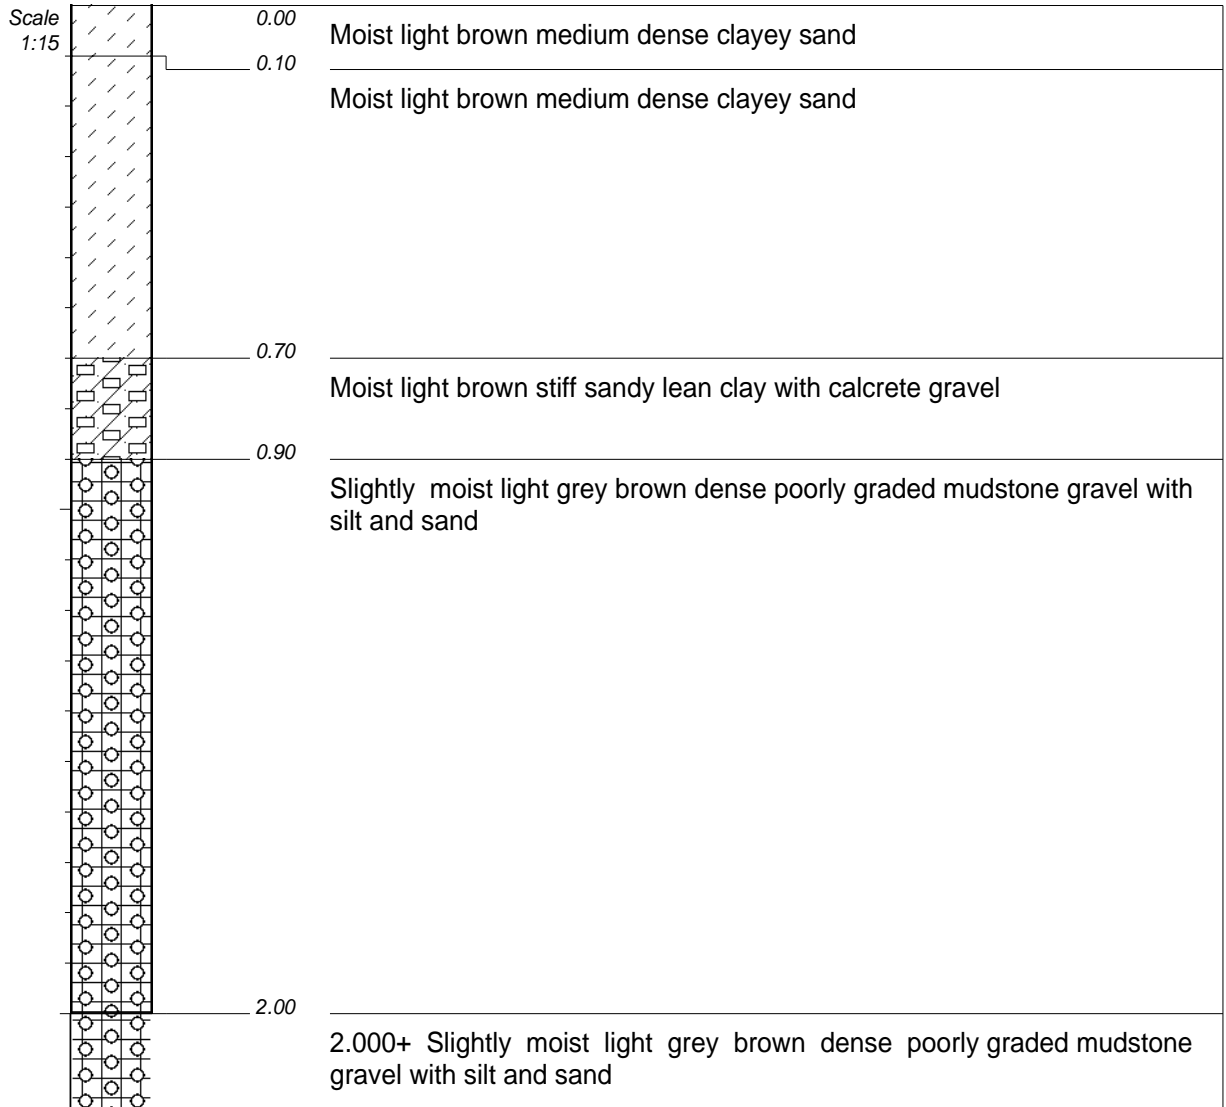 Scale
1:15
0.00
Moist light brown medium dense clayey sand
0.10
Moist light brown medium dense clayey sand
0.70
Moist light brown stiff sandy lean clay with calcrete gravel
0.90
Slightly moist light grey brown dense poorly graded mudstone gravel with
silt and sand
2.00
2.000+ Slightly moist light grey brown dense poorly graded mudstone
gravel with silt and sand